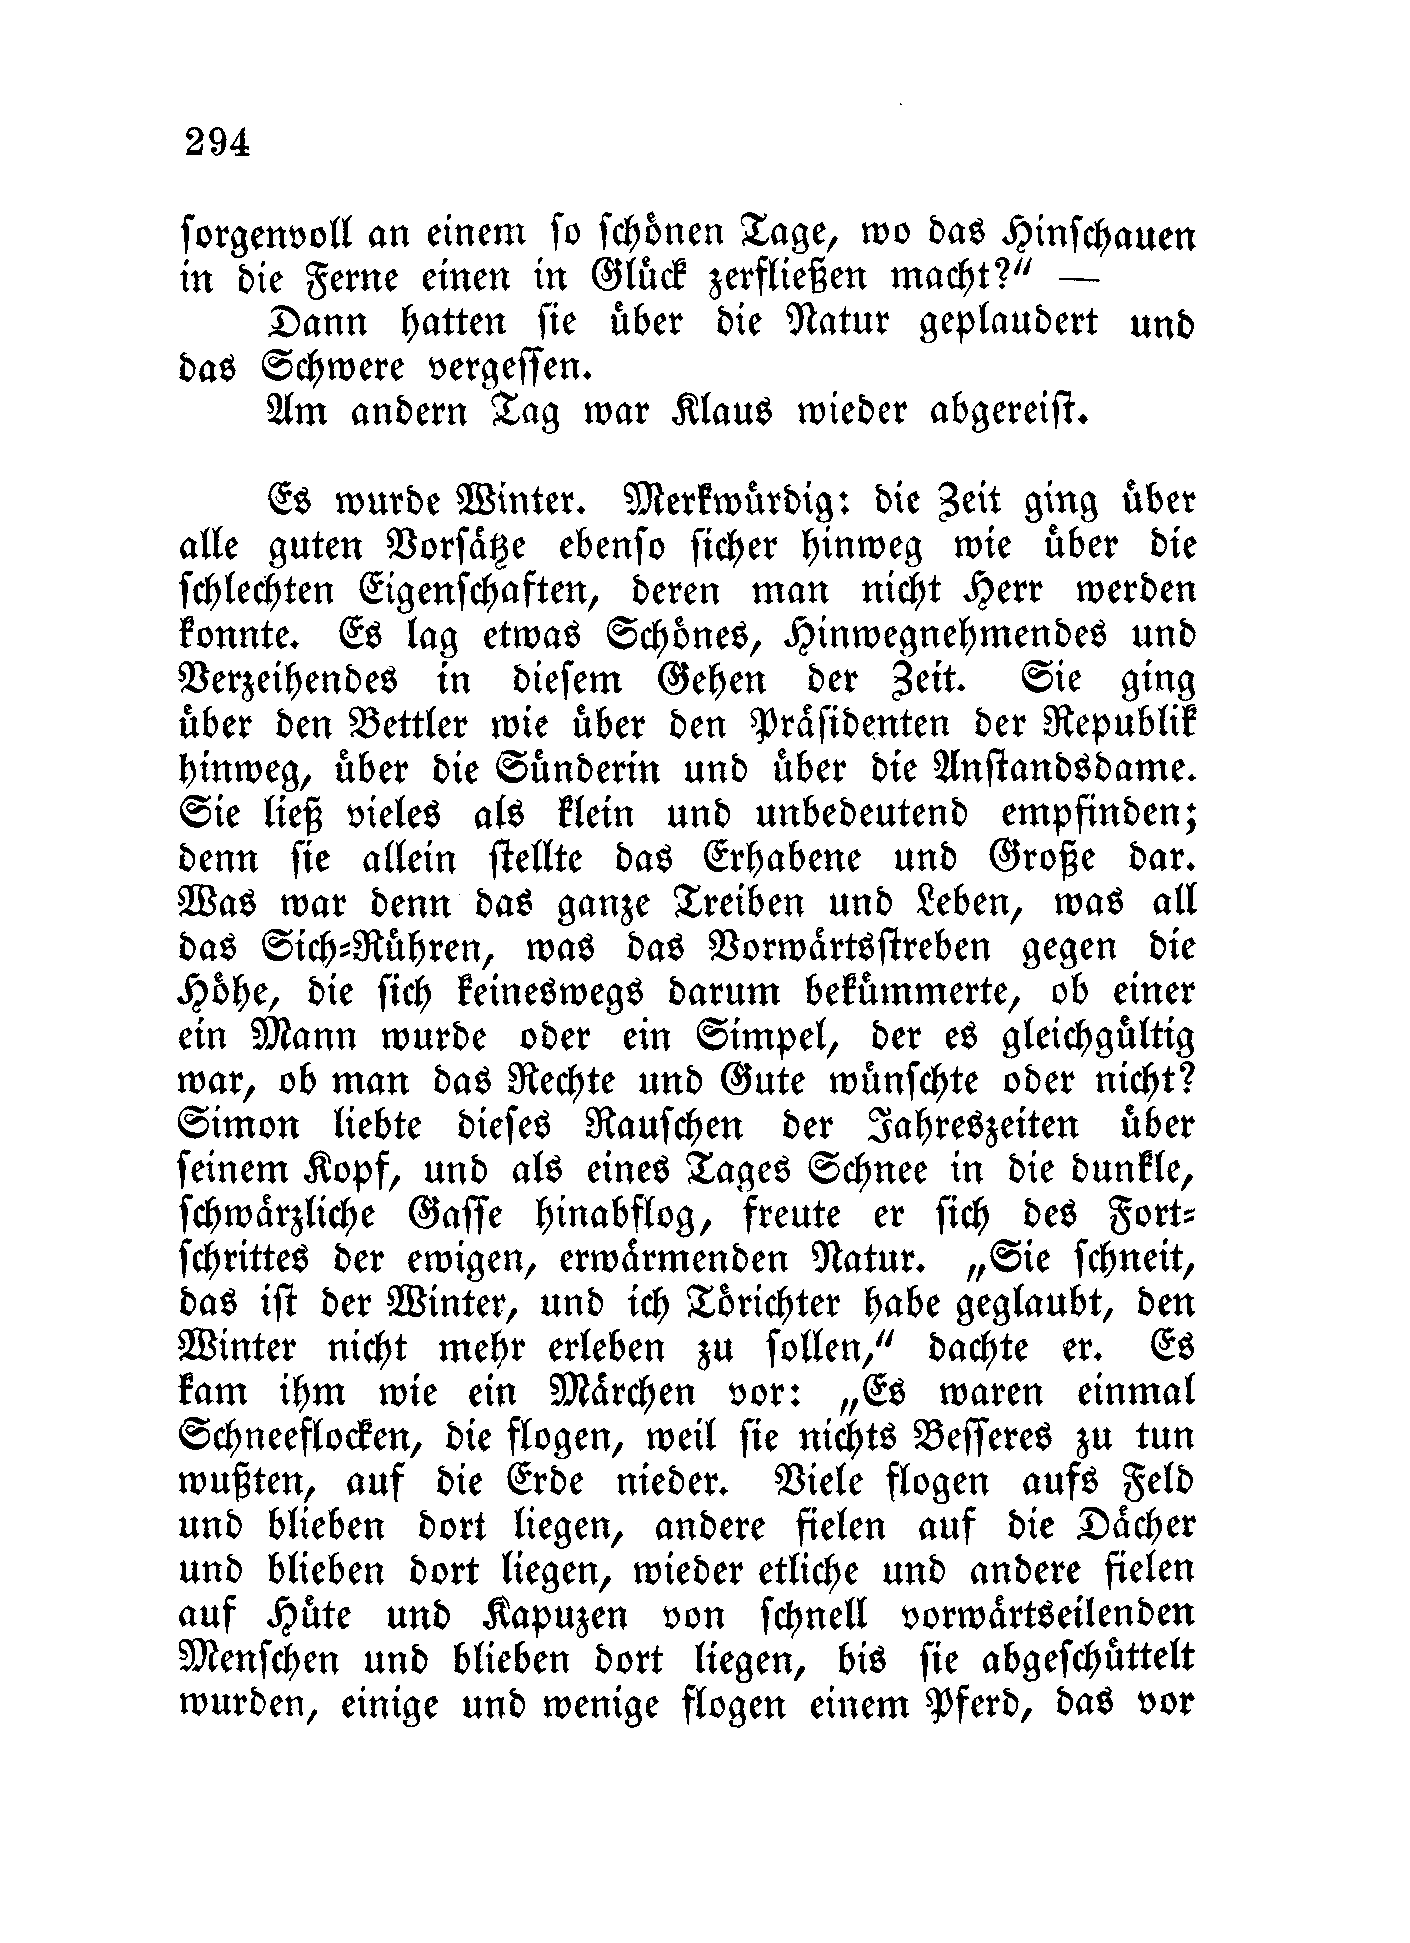 294
sorgenvoll an einem so schönen Tage, wo das Hinschauen
in die Ferne einen in Glück zerfließen macht?“ —
Dann hatten sie über die Natur geplaudert und
das Schwere vergessen.
Am andern Tag war Klaus wieder abgereist.
Es wurde Winter. Merkwürdig: die Zeit ging über
alle guten Vorsätze ebenso sicher hinweg wie über die
schlechten Eigenschaften, deren man nicht Herr werden
konnte. Es lag etwas Schönes, Hinwegnehmendes und
Verzeihendes in diesem Gehen der Zeit. Sie ging
über den Bettler wie über den Präsidenten der Republik
hinweg, über die Sünderin und über die Anstandsdame.
Sie ließ vieles als klein und unbedeutend empfinden;
denn sie allein stellte das Erhabene und Große dar.
Was war denn das ganze Treiben und Leben, was all
das Sich-Rühren, was das Vorwärtsstreben gegen die
Höhe, die sich keineswegs darum bekümmerte, ob einer
ein Mann wurde oder ein Simpel, der es gleichgültig
war, ob man das Rechte und Gute wünschte oder nicht?
Simon liebte dieses Rauschen der Jahreszeiten über
seinem Kopf, und als eines Tages Schnee in die dunkle,
schwärzliche Gasse hinabflog, freute er sich des Fort-
schrittes der ewigen, erwärmenden Natur. „Sie schneit,
das ist der Winter, und ich Törichter habe geglaubt, den
Winter nicht mehr erleben zu sollen,“ dachte er. Es
kam ihm wie ein Märchen vor: „Es waren einmal
Schneeflocken, die flogen, weil sie nichts Besseres zu tun
wußten, auf die Erde nieder. Viele flogen aufs Feld
und blieben dort liegen, andere fielen auf die Dächer
und blieben dort liegen, wieder etliche und andere fielen
auf Hüte und Kapuzen von schnell vorwärtseilenden
Menschen und blieben dort liegen, bis sie abgeschüttelt
wurden, einige und wenige flogen einem Pferd, das vor